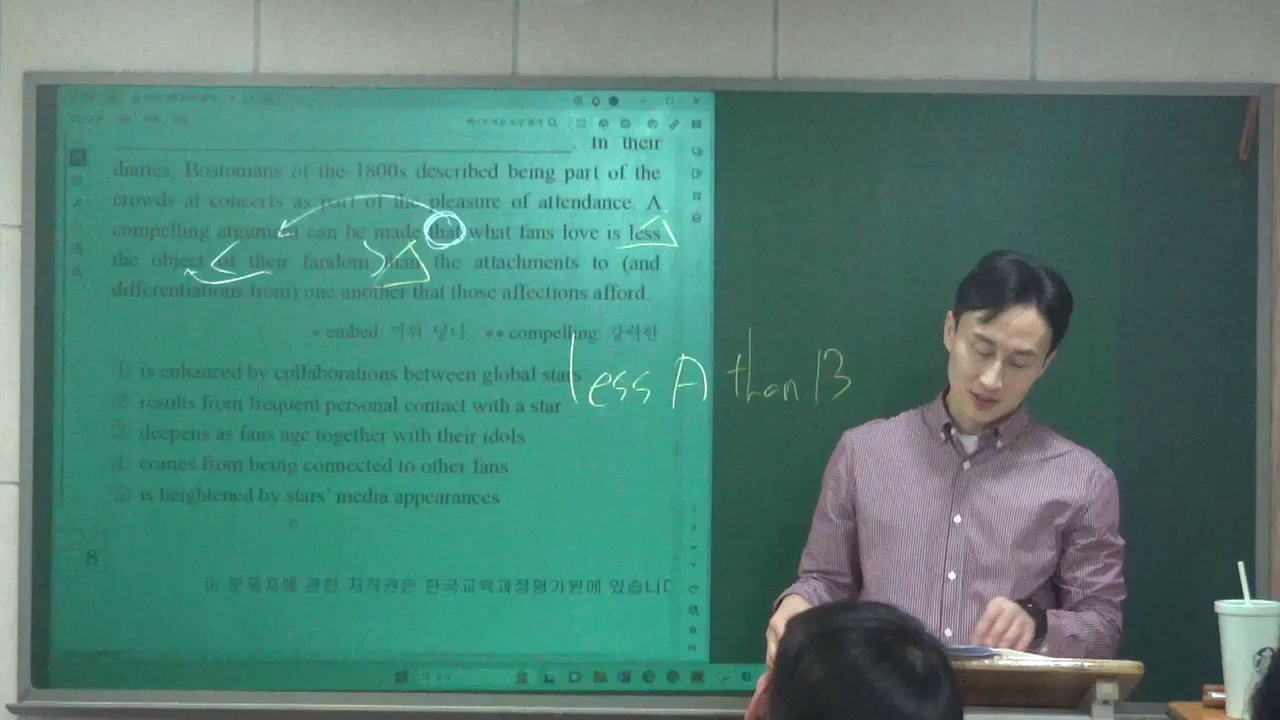 In their
diaries, Bostonians of the 1800s described being part of the
crowds at concerts as part of the pleasure of attendance. A
compelling argument can be made that what fans love is less
the object of their fandom than the attachments to (and
differentiations from) one another that those affections afford.
* embed 끼워 넣다 ** compelling 강력한
① is enhanced by collaborations between global stars
② results from frequent personal contact with a star
③ deepens as fans age together with their idols
④ comes from being connected to other fans
⑤ is heightened by stars' media appearances
less A than B
8
이 문제지에 관한 저작권은 한국교육과정평가원에 있습니다